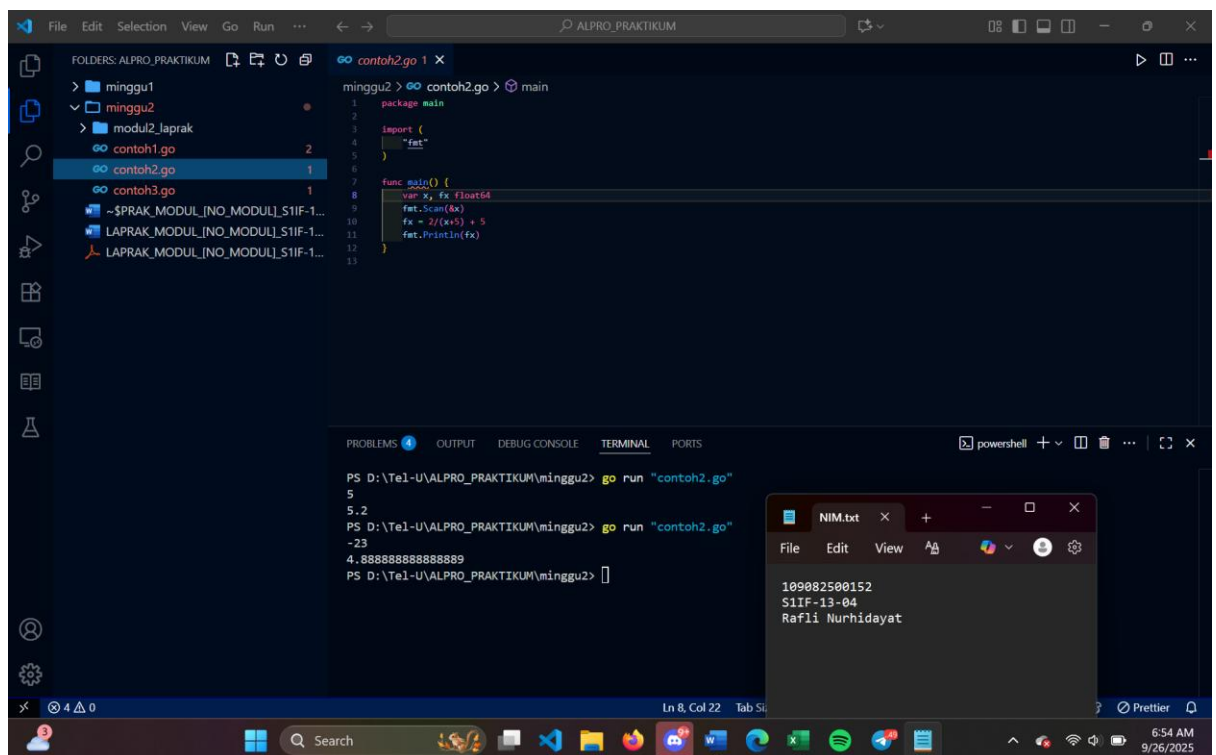 File Edit Selection View Go Run ...
ALPRO_PRAKTIKUM
FOLDERS: ALPRO_PRAKTIKUM
minggu1
minggu2
modul2_laprak
contoh1.go 2
contoh2.go 1
contoh3.go 1
~$PRAK_MODUL_[NO_MODUL]_S1IF-1...
LAPRAK_MODUL_[NO_MODUL]_S1IF-1...
LAPRAK_MODUL_[NO_MODUL]_S1IF-1...
GO contoh2.go 1
minggu2 > GO contoh2.go > main
1 package main
2
3 import (
4 "fmt"
5 )
6
7 func main() {
8 var x, fx float64
9 fmt.Scan(&x)
10 fx = 2/(x+5) + 5
11 fmt.Println(fx)
12 }
13
PROBLEMS 4 OUTPUT DEBUG CONSOLE TERMINAL PORTS
powershell
PS D:\Tel-U\ALPRO_PRAKTIKUM\minggu2> go run "contoh2.go"
5
5.2
PS D:\Tel-U\ALPRO_PRAKTIKUM\minggu2> go run "contoh2.go"
-23
4.888888888888889
PS D:\Tel-U\ALPRO_PRAKTIKUM\minggu2>
NIM.txt
File Edit View
109082500152
S1IF-13-04
Rafli Nurhidayat
4 0
Ln 8, Col 22
Prettier
3
Search
6:54 AM
9/26/2025